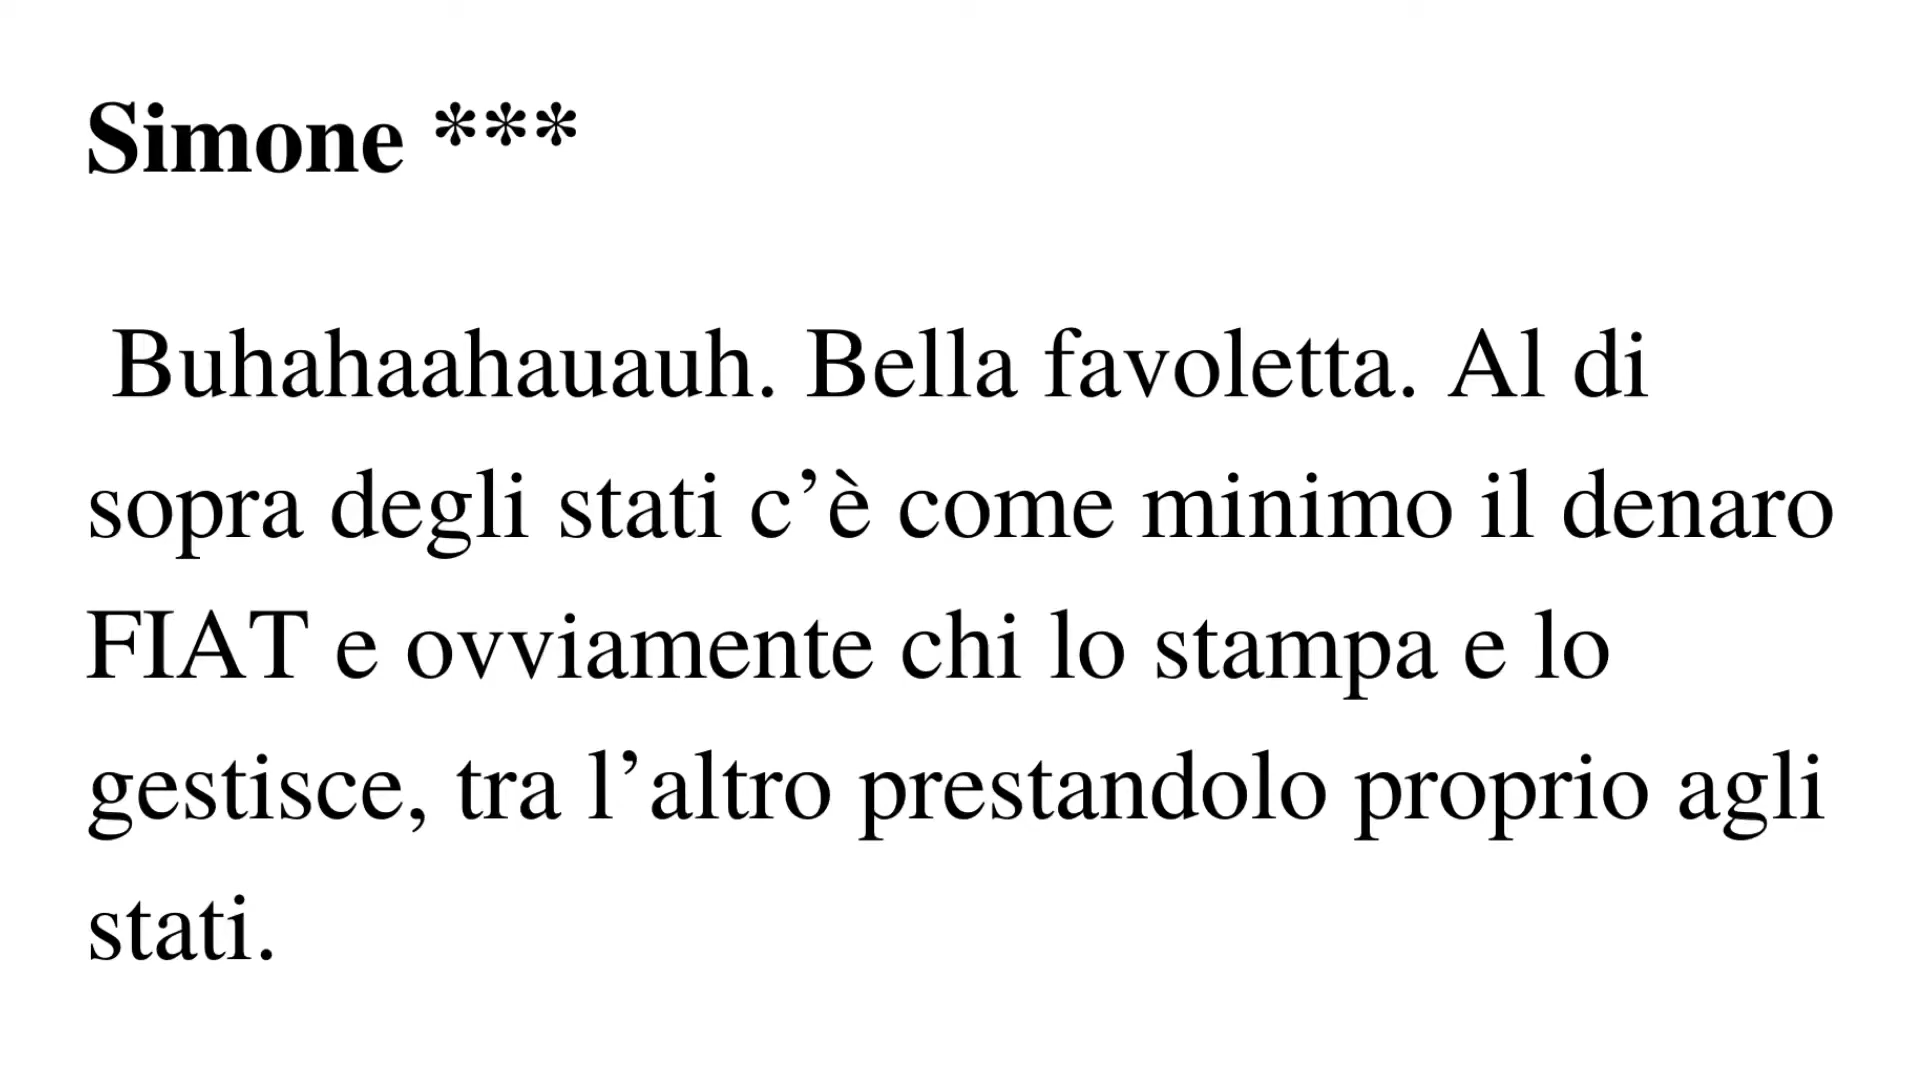 Simone ***
Buhahaahauauh. Bella favoletta. Al di
sopra degli stati c’è come minimo il denaro
FIAT e ovviamente chi lo stampa e lo
gestisce, tra l’altro prestandolo proprio agli
stati.